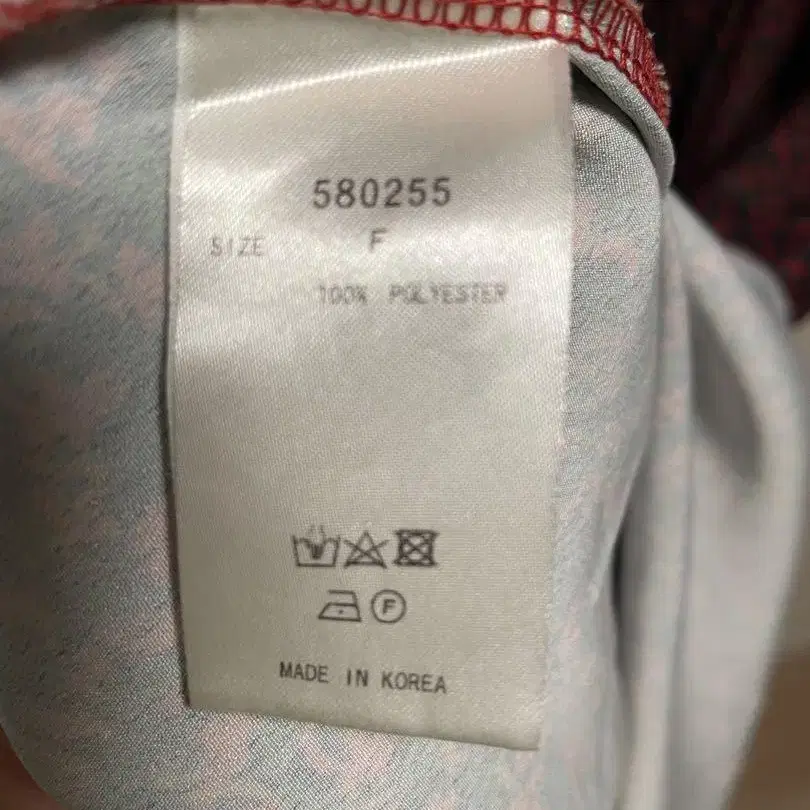 580255
SIZE F
100% POLYESTER
F
MADE IN KOREA